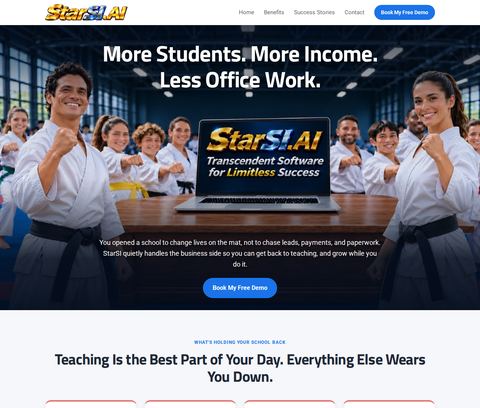 StarSI.AI
Home Benefits Success Stories Contact Book My Free Demo
More Students. More Income.
Less Office Work.
StarSI.AI
Transcendent Software
for Limitless Success
You opened a school to change lives on the mat, not to chase leads, payments, and paperwork.
StarSI quietly handles the business side so you can get back to teaching, and grow while you
do it.
Book My Free Demo
WHAT'S HOLDING YOUR SCHOOL BACK
Teaching Is the Best Part of Your Day. Everything Else Wears
You Down.